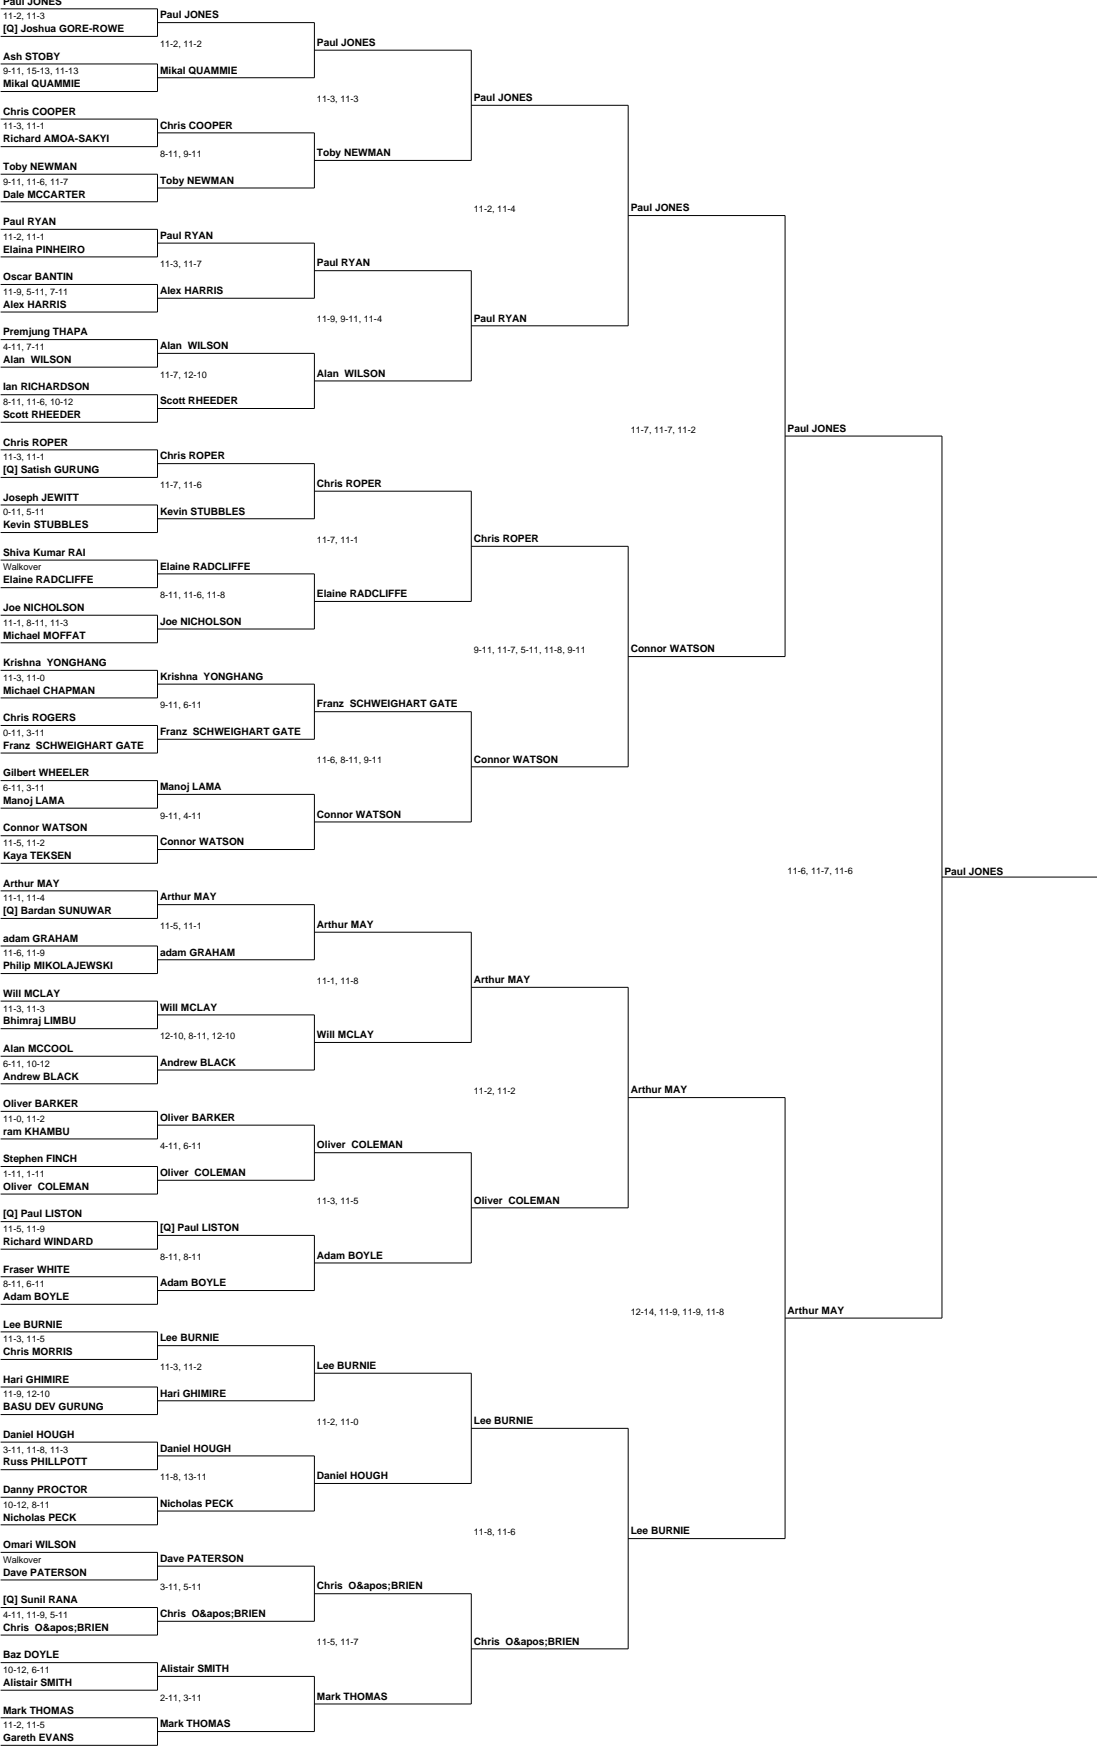 Paul JONES
11-2, 11-3
[Q] Joshua GORE-ROWE
Ash STOBY
9-11, 15-13, 11-13
Mikal QUAMMIE
Chris COOPER
11-3, 11-1
Richard AMOA-SAKYI
Toby NEWMAN
9-11, 11-6, 11-7
Dale MCCARTER
Paul RYAN
11-2, 11-1
Elaina PINHEIRO
Oscar BANTIN
11-9, 5-11, 7-11
Alex HARRIS
Premjung THAPA
4-11, 7-11
Alan  WILSON
Ian RICHARDSON
8-11, 11-6, 10-12
Scott RHEEDER
Chris ROPER
11-3, 11-1
[Q] Satish GURUNG
Joseph JEWITT
0-11, 5-11
Kevin STUBBLES
Shiva Kumar RAI
Walkover
Elaine RADCLIFFE
Joe NICHOLSON
11-1, 8-11, 11-3
Michael MOFFAT
Krishna  YONGHANG
11-3, 11-0
Michael CHAPMAN
Chris ROGERS
0-11, 3-11
Franz  SCHWEIGHART GATE
Gilbert WHEELER
6-11, 3-11
Manoj LAMA
Connor WATSON
11-5, 11-2
Kaya TEKSEN
Arthur MAY
11-1, 11-4
[Q] Bardan SUNUWAR
adam GRAHAM
11-6, 11-9
Philip MIKOLAJEWSKI
Will MCLAY
11-3, 11-3
Bhimraj LIMBU
Alan MCCOOL
6-11, 10-12
Andrew BLACK
Oliver BARKER
11-0, 11-2
ram KHAMBU
Stephen FINCH
1-11, 1-11
Oliver  COLEMAN
[Q] Paul LISTON
11-5, 11-9
Richard WINDARD
Fraser WHITE
8-11, 6-11
Adam BOYLE
Lee BURNIE
11-3, 11-5
Chris MORRIS
Hari GHIMIRE
11-9, 12-10
BASU DEV GURUNG
Daniel HOUGH
3-11, 11-8, 11-3
Russ PHILLPOTT
Danny PROCTOR
10-12, 8-11
Nicholas PECK
Omari WILSON
Walkover
Dave PATERSON
[Q] Sunil RANA
4-11, 11-9, 5-11
Chris  O&amp;apos;BRIEN
Baz DOYLE
10-12, 6-11
Alistair SMITH
Mark THOMAS
11-2, 11-5
Gareth EVANS
Paul JONES
11-2, 11-2
Mikal QUAMMIE
Chris COOPER
8-11, 9-11
Toby NEWMAN
Paul RYAN
11-3, 11-7
Alex HARRIS
Alan  WILSON
11-7, 12-10
Scott RHEEDER
Chris ROPER
11-7, 11-6
Kevin STUBBLES
Elaine RADCLIFFE
8-11, 11-6, 11-8
Joe NICHOLSON
Krishna  YONGHANG
9-11, 6-11
Franz  SCHWEIGHART GATE
Manoj LAMA
9-11, 4-11
Connor WATSON
Arthur MAY
11-5, 11-1
adam GRAHAM
Will MCLAY
12-10, 8-11, 12-10
Andrew BLACK
Oliver BARKER
4-11, 6-11
Oliver  COLEMAN
[Q] Paul LISTON
8-11, 8-11
Adam BOYLE
Lee BURNIE
11-3, 11-2
Hari GHIMIRE
Daniel HOUGH
11-8, 13-11
Nicholas PECK
Dave PATERSON
3-11, 5-11
Chris  O&amp;apos;BRIEN
Alistair SMITH
2-11, 3-11
Mark THOMAS
Paul JONES
11-3, 11-3
Toby NEWMAN
Paul RYAN
11-9, 9-11, 11-4
Alan  WILSON
Chris ROPER
11-7, 11-1
Elaine RADCLIFFE
Franz  SCHWEIGHART GATE
11-6, 8-11, 9-11
Connor WATSON
Arthur MAY
11-1, 11-8
Will MCLAY
Oliver  COLEMAN
11-3, 11-5
Adam BOYLE
Lee BURNIE
11-2, 11-0
Daniel HOUGH
Chris  O&amp;apos;BRIEN
11-5, 11-7
Mark THOMAS
Paul JONES
11-2, 11-4
Paul RYAN
Chris ROPER
9-11, 11-7, 5-11, 11-8, 9-11
Connor WATSON
Arthur MAY
11-2, 11-2
Oliver  COLEMAN
Lee BURNIE
11-8, 11-6
Chris  O&amp;apos;BRIEN
Paul JONES
11-7, 11-7, 11-2
Connor WATSON
Arthur MAY
12-14, 11-9, 11-9, 11-8
Lee BURNIE
Paul JONES
11-6, 11-7, 11-6
Arthur MAY
Paul JONES